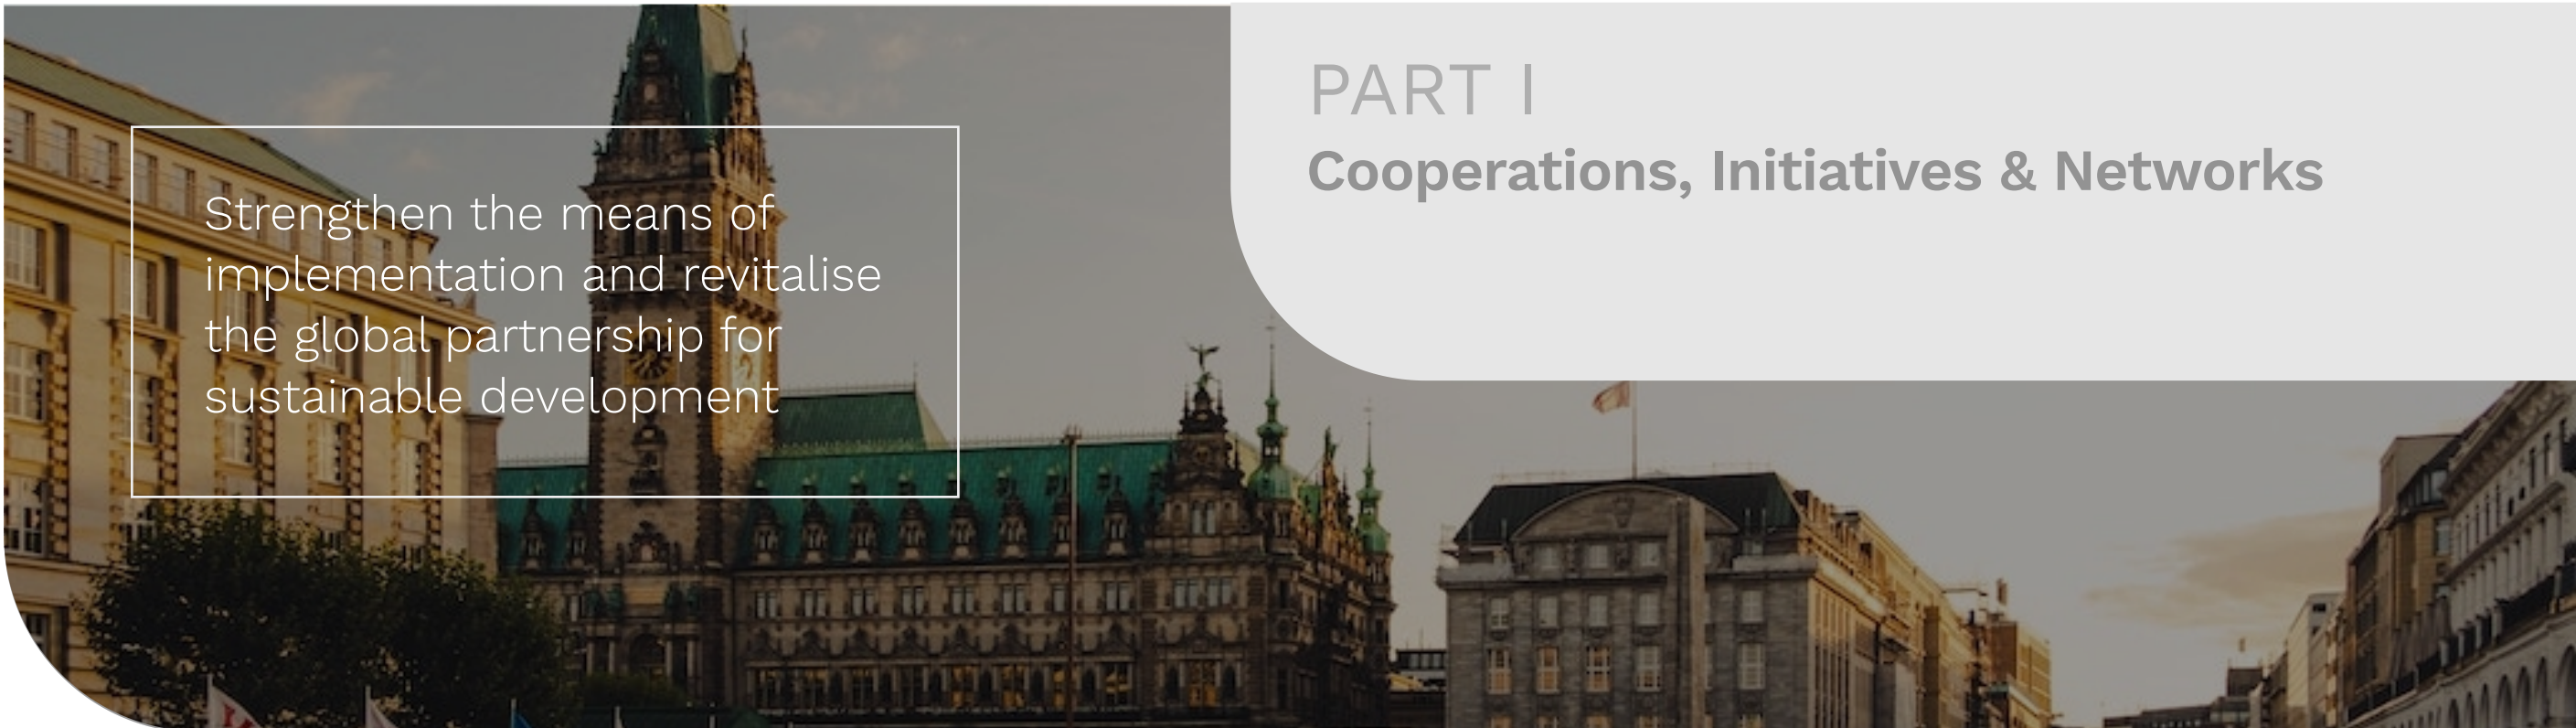 Strengthen the means of
implementation and revitalise
the global partnership for
sustainable development
PART I
Cooperations, Initiatives & Networks